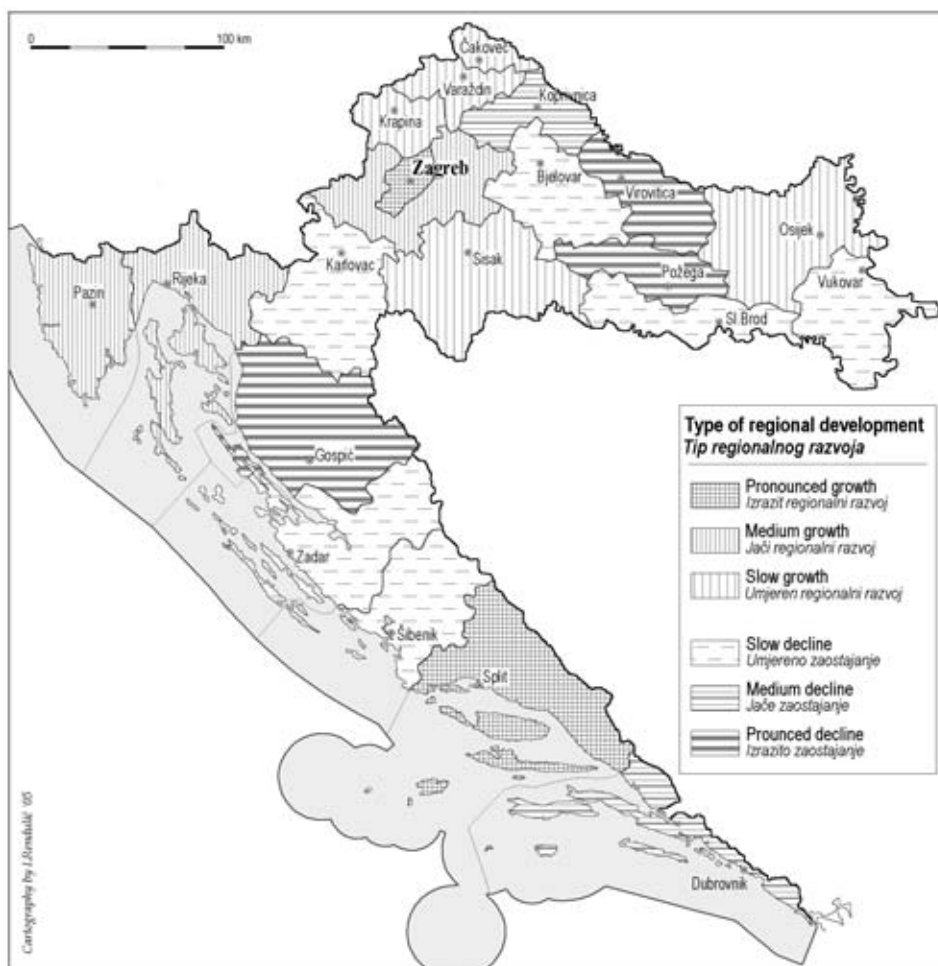 0 100 km
Čakovec
Varaždin
Koprivnica
Krapina
Zagreb
Bjelovar
Virovitica
Osijek
Karlovac
Sisak
Požega
Vukovar
Rijeka
Pazin
Sl.Brod
Gospić
Zadar
Šibenik
Split
Dubrovnik
Type of regional development
Tip regionalnog razvoja
Pronounced growth
Izrazit regionalni razvoj
Medium growth
Jači regionalni razvoj
Slow growth
Umjeren regionalni razvoj
Slow decline
Umjereno zaostajanje
Medium decline
Jače zaostajanje
Prounced decline
Izrazito zaostajanje
Cartography by I.Rendulić '05